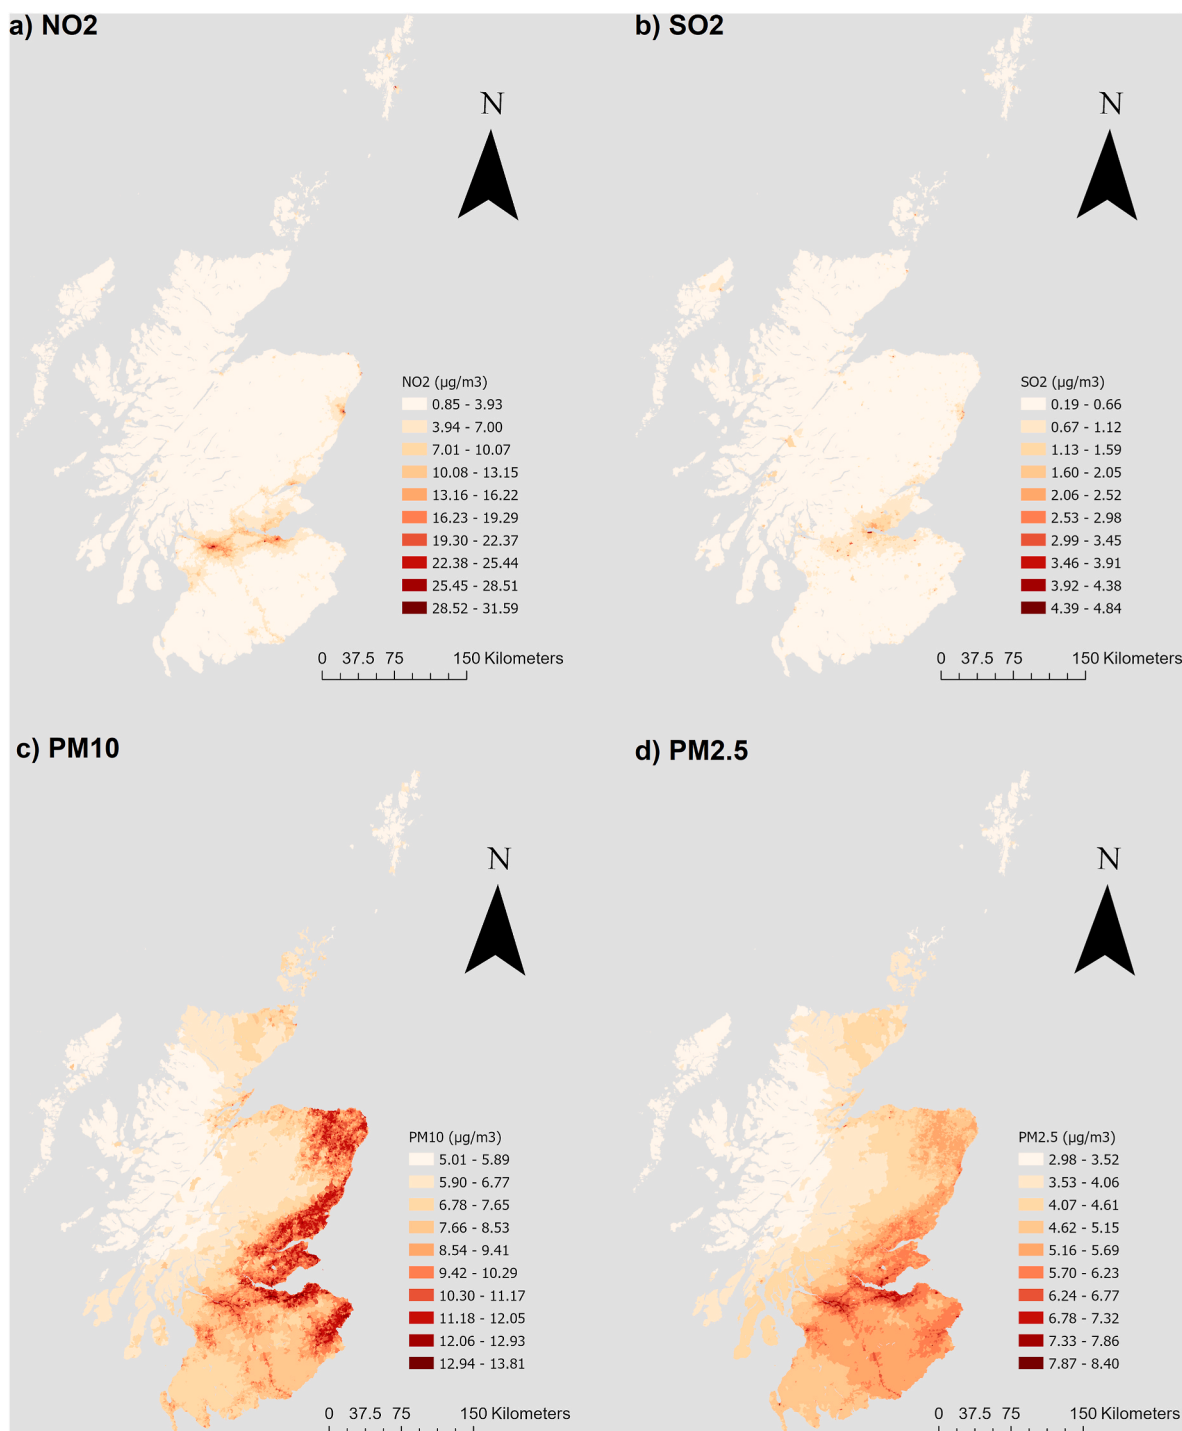 a) NO2
b) SO2
N
N
NO2 (µg/m3)
0.85 - 3.93
3.94 - 7.00
7.01 - 10.07
10.08 - 13.15
13.16 - 16.22
16.23 - 19.29
19.30 - 22.37
22.38 - 25.44
25.45 - 28.51
28.52 - 31.59
0 37.5 75 150 Kilometers
SO2 (µg/m3)
0.19 - 0.66
0.67 - 1.12
1.13 - 1.59
1.60 - 2.05
2.06 - 2.52
2.53 - 2.98
2.99 - 3.45
3.46 - 3.91
3.92 - 4.38
4.39 - 4.84
0 37.5 75 150 Kilometers
c) PM10
d) PM2.5
N
N
PM10 (µg/m3)
5.01 - 5.89
5.90 - 6.77
6.78 - 7.65
7.66 - 8.53
8.54 - 9.41
9.42 - 10.29
10.30 - 11.17
11.18 - 12.05
12.06 - 12.93
12.94 - 13.81
0 37.5 75 150 Kilometers
PM2.5 (µg/m3)
2.98 - 3.52
3.53 - 4.06
4.07 - 4.61
4.62 - 5.15
5.16 - 5.69
5.70 - 6.23
6.24 - 6.77
6.78 - 7.32
7.33 - 7.86
7.87 - 8.40
0 37.5 75 150 Kilometers